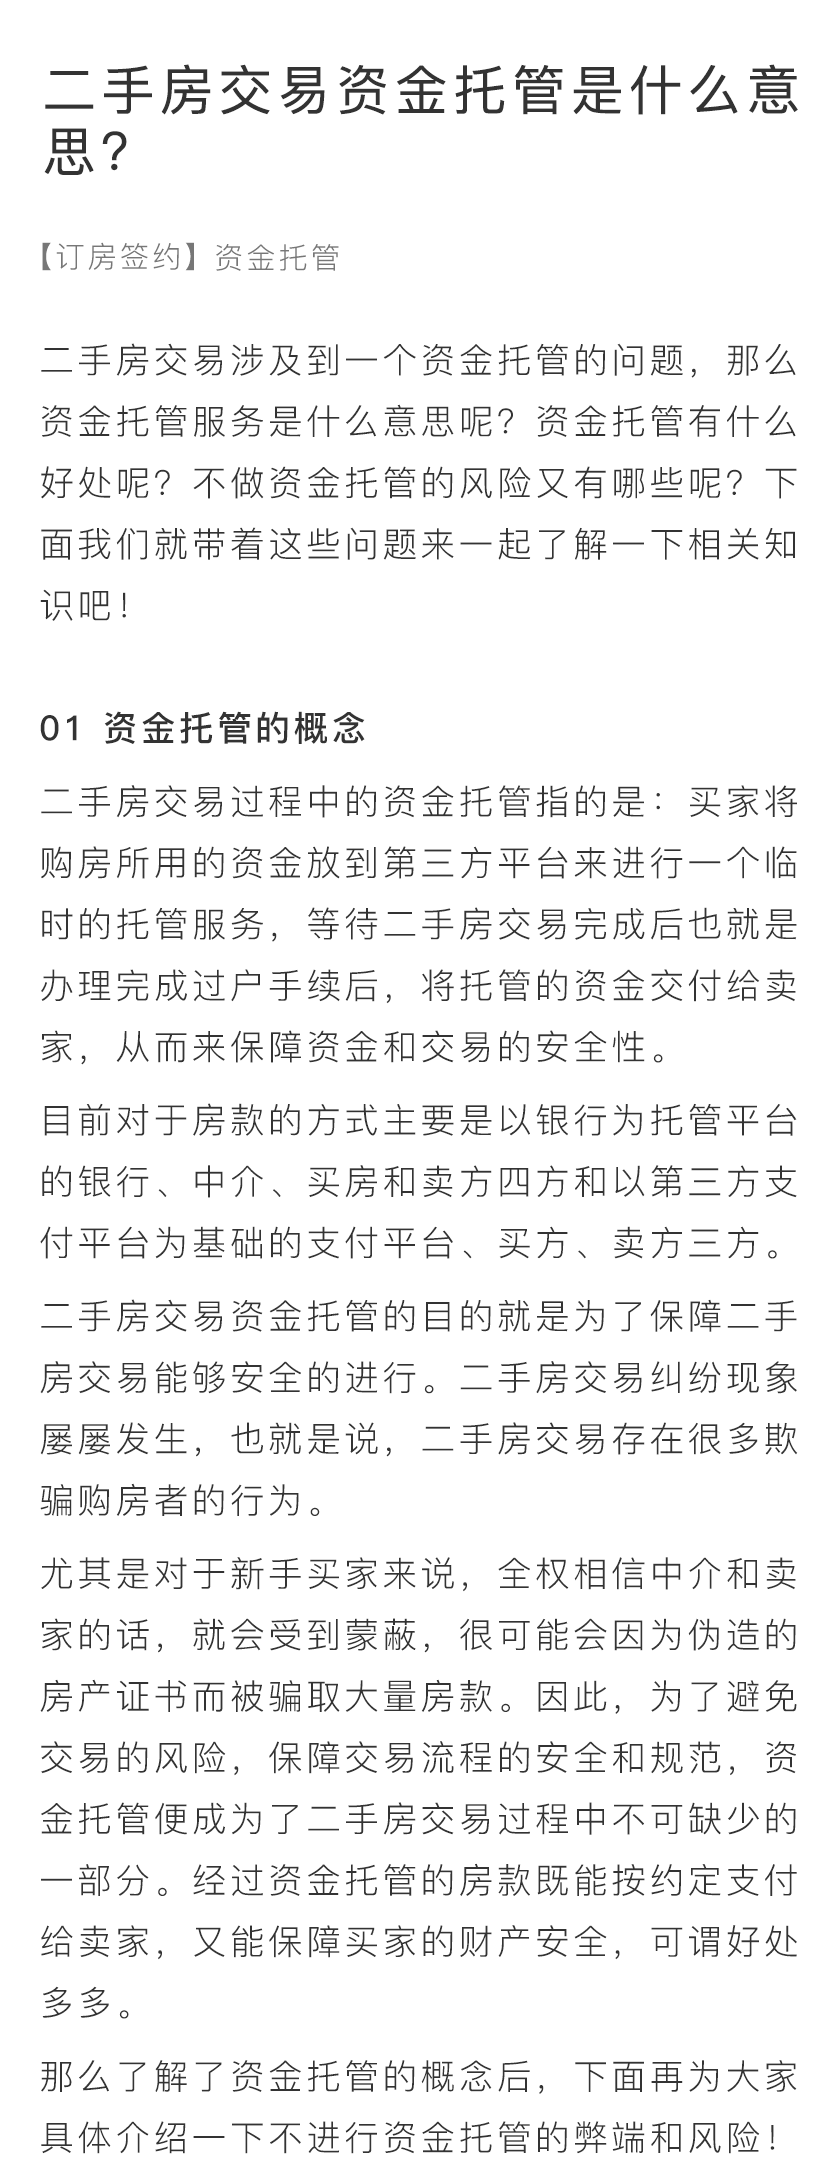 二手房交易资金托管是什么意
思？
【订房签约】资金托管
二手房交易涉及到一个资金托管的问题，那么
资金托管服务是什么意思呢？资金托管有什么
好处呢？不做资金托管的风险又有哪些呢？下
面我们就带着这些问题来一起了解一下相关知
识吧！
01 资金托管的概念
二手房交易过程中的资金托管指的是：买家将
购房所用的资金放到第三方平台来进行一个临
时的托管服务，等待二手房交易完成后也就是
办理完成过户手续后，将托管的资金交付给卖
家，从而来保障资金和交易的安全性。
目前对于房款的方式主要是以银行为托管平台
的银行、中介、买房和卖方四方和以第三方支
付平台为基础的支付平台、买方、卖方三方。
二手房交易资金托管的目的就是为了保障二手
房交易能够安全的进行。二手房交易纠纷现象
屡屡发生，也就是说，二手房交易存在很多欺
骗购房者的行为。
尤其是对于新手买家来说，全权相信中介和卖
家的话，就会受到蒙蔽，很可能会因为伪造的
房产证书而被骗取大量房款。因此，为了避免
交易的风险，保障交易流程的安全和规范，资
金托管便成为了二手房交易过程中不可缺少的
一部分。经过资金托管的房款既能按约定支付
给卖家，又能保障买家的财产安全，可谓好处
多多。
那么了解了资金托管的概念后，下面再为大家
具体介绍一下不进行资金托管的弊端和风险！